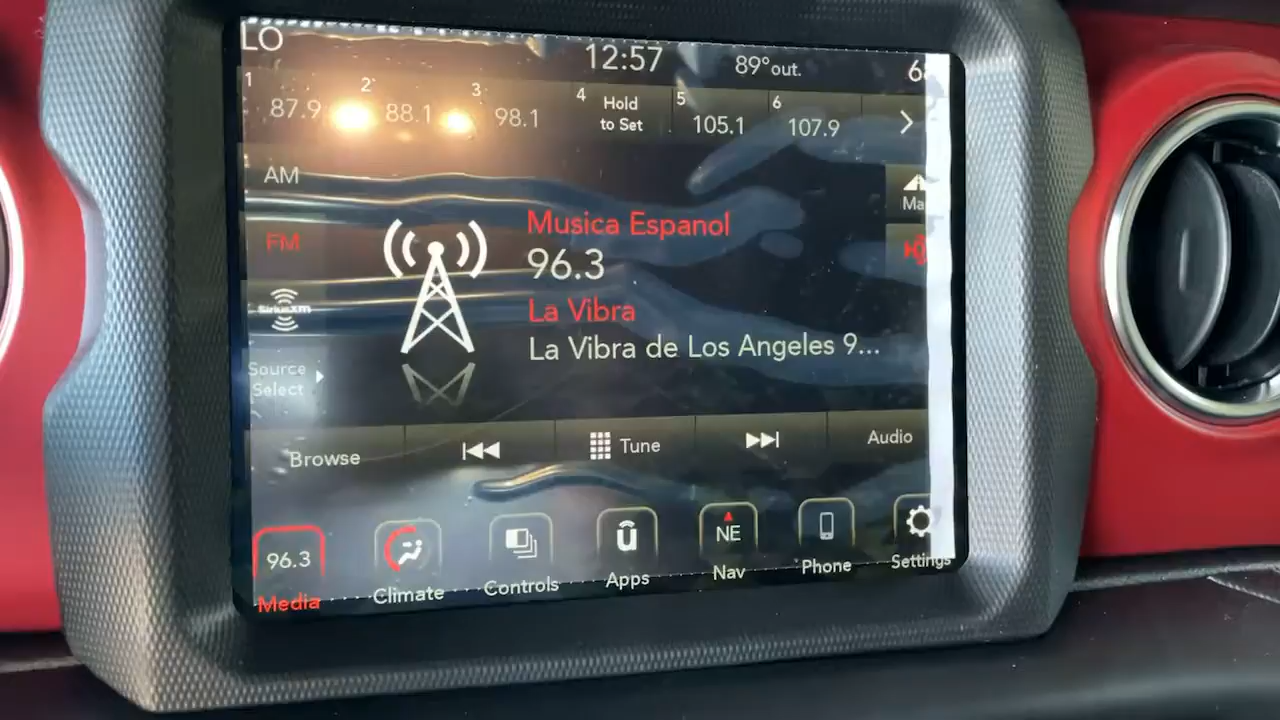 LO
12:57
89°out.
1
87.9
2
88.1
3
98.1
4
Hold
to Set
5
105.1
6
107.9
AM
FM
SiriusXM
Source
Select
Musica Espanol
96.3
La Vibra
La Vibra de Los Angeles 9...
Browse
Tune
Audio
96.3
Media
Climate
Controls
u
Apps
NE
Nav
Phone
Settings